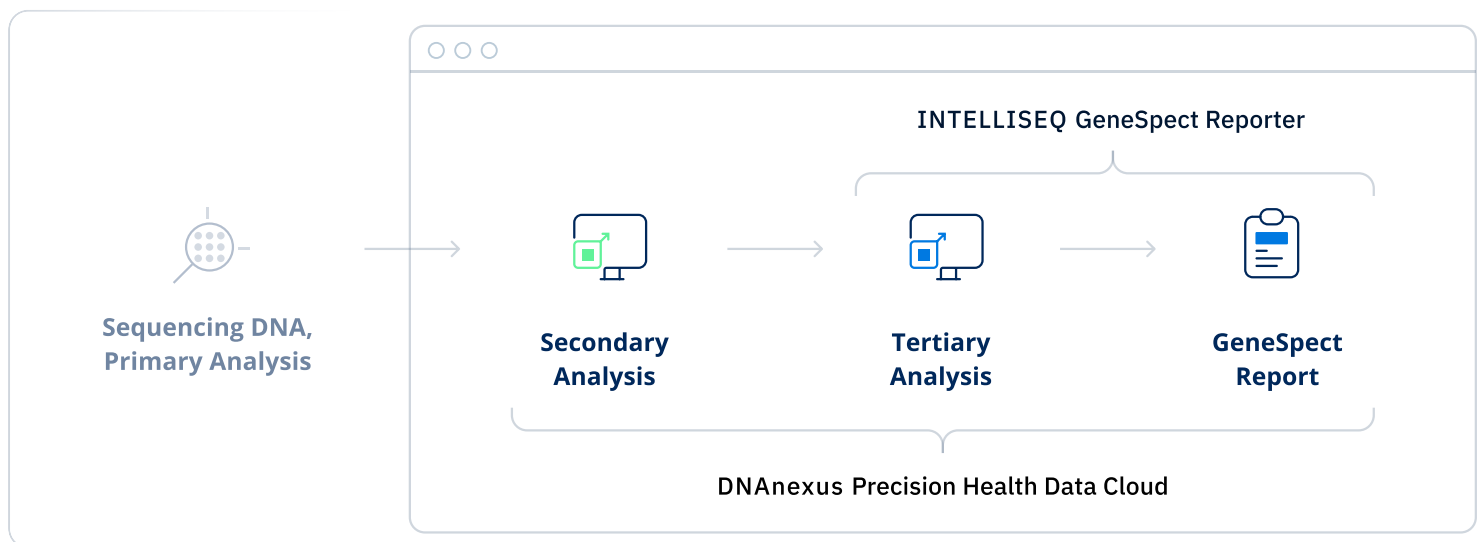 INTELLISEQ GeneSpect Reporter
Sequencing DNA,
Primary Analysis
Secondary
Analysis
Tertiary
Analysis
GeneSpect
Report
DNAnexus Precision Health Data Cloud